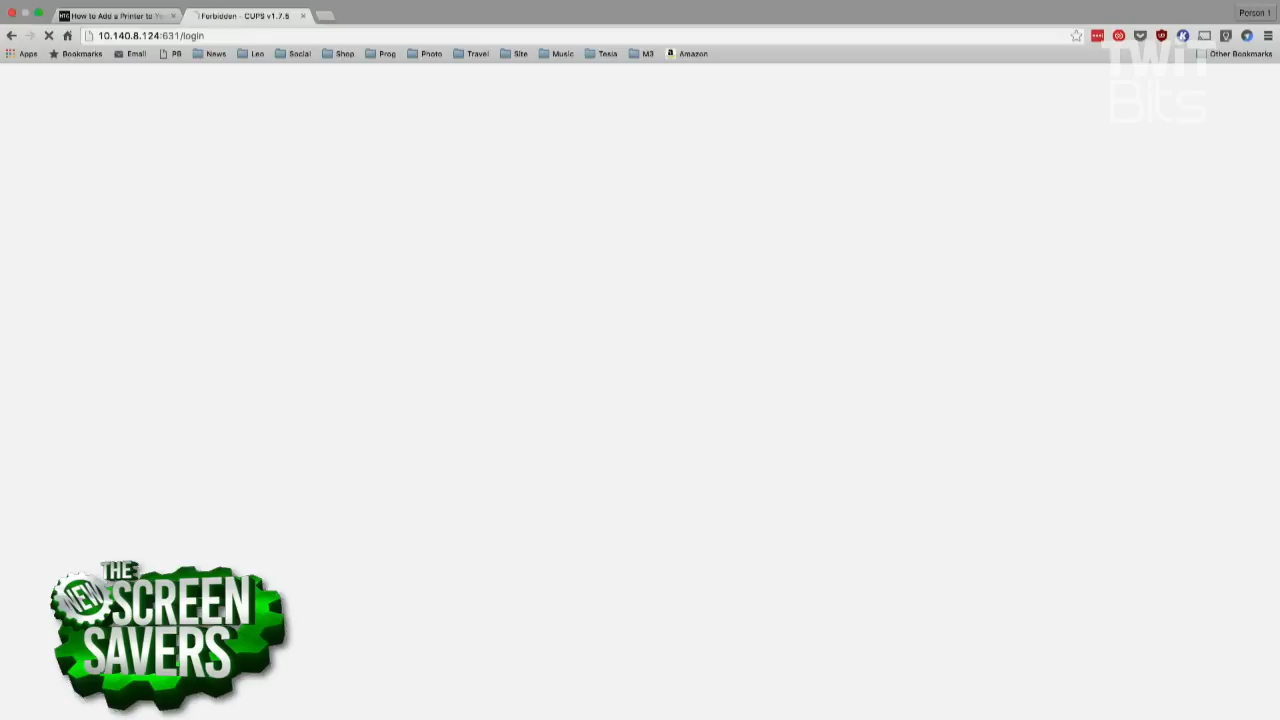 How to Add a Printer to Yo
Forbidden - CUPS v1.7.5
Person 1
10.140.8.124:631/login
Apps Bookmarks Email PB News Leo Social Shop Prog Photo Travel Site Music Tesla M3 Amazon Other Bookmarks
TWiT
Bits
THE
NEW
SCREEN
SAVERS